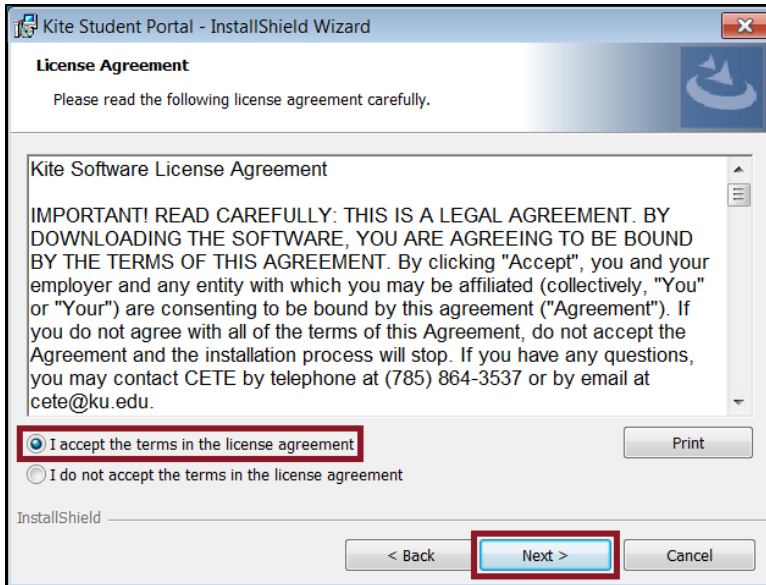 Kite Student Portal - InstallShield Wizard
License Agreement
Please read the following license agreement carefully.
Kite Software License Agreement
IMPORTANT! READ CAREFULLY: THIS IS A LEGAL AGREEMENT. BY
DOWNLOADING THE SOFTWARE, YOU ARE AGREEING TO BE BOUND
BY THE TERMS OF THIS AGREEMENT. By clicking "Accept", you and your
employer and any entity with which you may be affiliated (collectively, "You"
or "Your") are consenting to be bound by this agreement ("Agreement"). If
you do not agree with all of the terms of this Agreement, do not accept the
Agreement and the installation process will stop. If you have any questions,
you may contact CETE by telephone at (785) 864-3537 or by email at
cete@ku.edu.
I accept the terms in the license agreement
Print
I do not accept the terms in the license agreement
InstallShield
< Back
Next >
Cancel